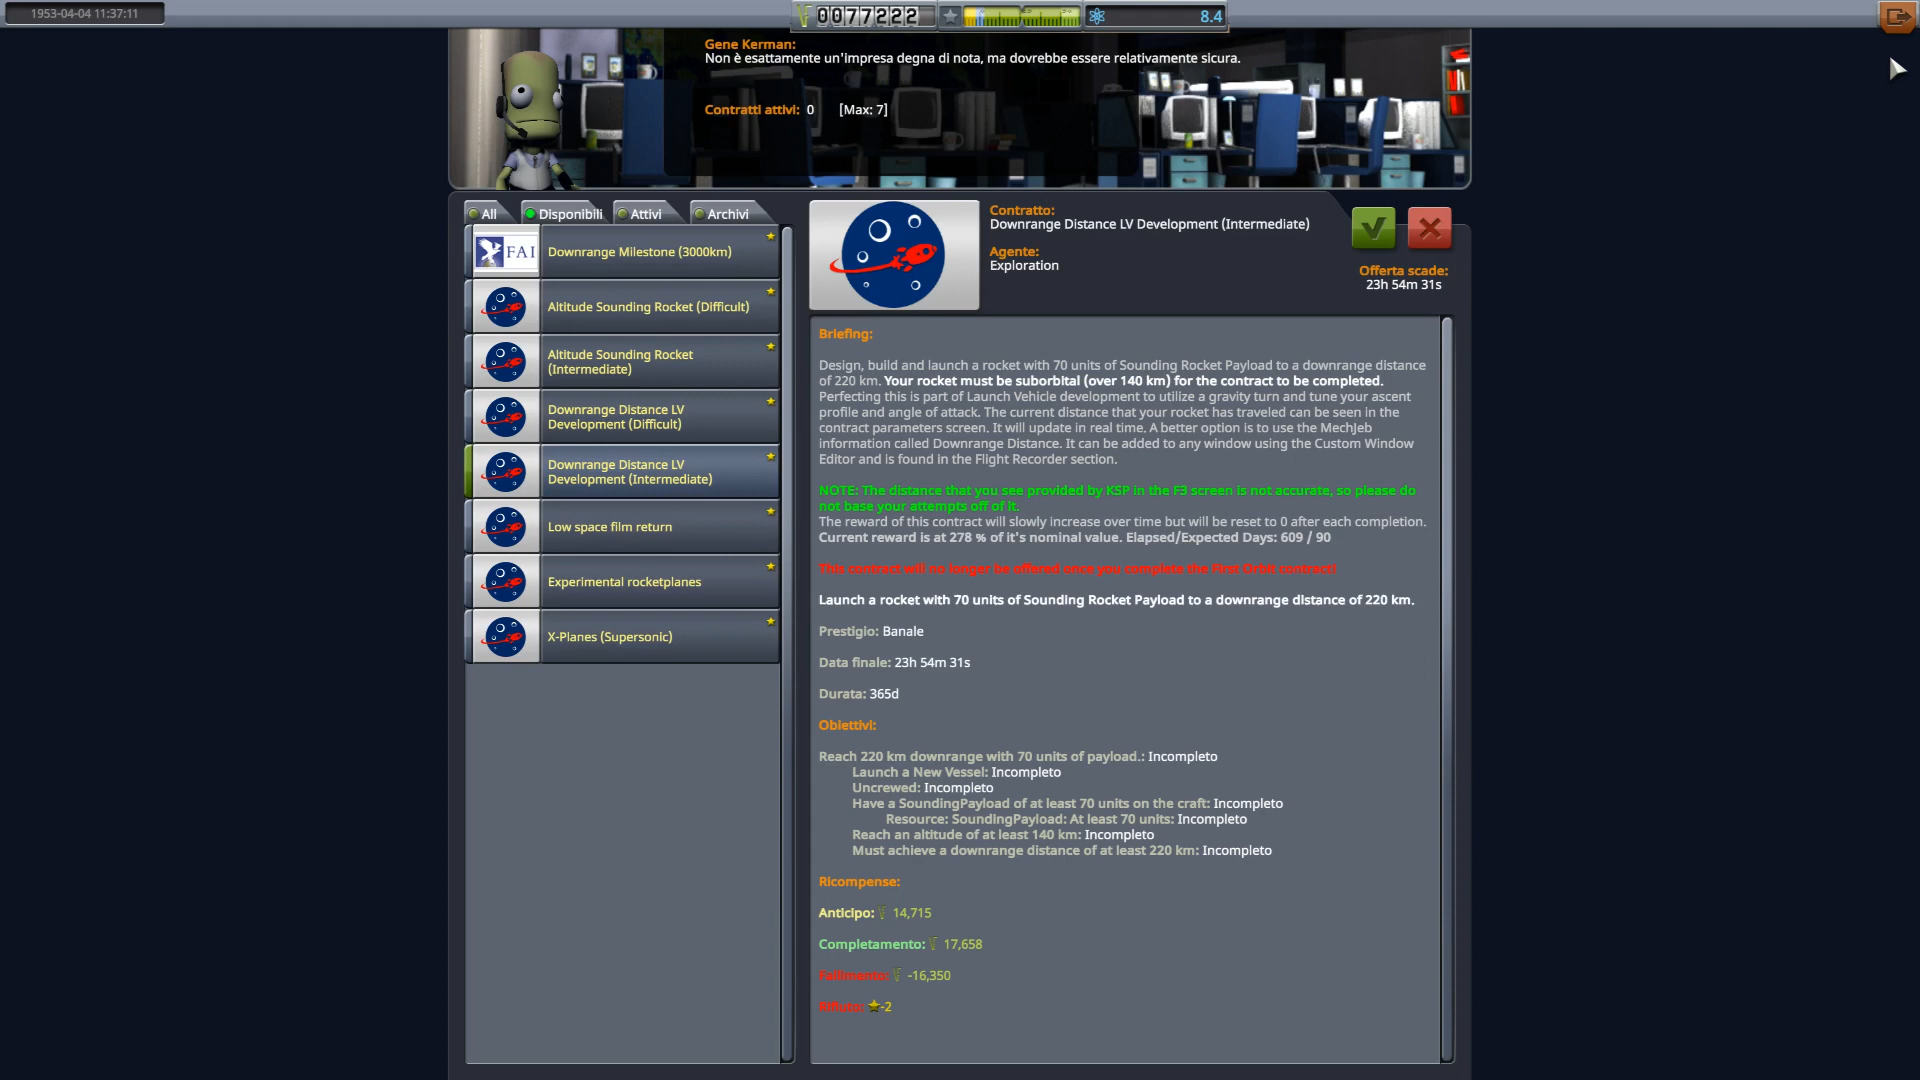 1953-04-04 11:37:11
0077222
8.4
Gene Kerman:
Non è esattamente un'impresa degna di nota, ma dovrebbe essere relativamente sicura.
Contratti attivi: 0 [Max: 7]
All
Disponibili
Attivi
Archivi
FAI
Downrange Milestone (3000km)
Altitude Sounding Rocket (Difficult)
Altitude Sounding Rocket
(Intermediate)
Downrange Distance LV
Development (Difficult)
Downrange Distance LV
Development (Intermediate)
Low space film return
Experimental rocketplanes
X-Planes (Supersonic)
Contratto:
Downrange Distance LV Development (Intermediate)
Agente:
Exploration
Offerta scade:
23h 54m 31s
Briefing:
Design, build and launch a rocket with 70 units of Sounding Rocket Payload to a downrange distance
of 220 km. Your rocket must be suborbital (over 140 km) for the contract to be completed.
Perfecting this is part of Launch Vehicle development to utilize a gravity turn and tune your ascent
profile and angle of attack. The current distance that your rocket has traveled can be seen in the
contract parameters screen. It will update in real time. A better option is to use the MechJeb
information called Downrange Distance. It can be added to any window using the Custom Window
Editor and is found in the Flight Recorder section.
NOTE: The distance that you see provided by KSP in the F3 screen is not accurate, so please do
not base your attempts off of it.
The reward of this contract will slowly increase over time but will be reset to 0 after each completion.
Current reward is at 278 % of it's nominal value. Elapsed/Expected Days: 609 / 90
This contract will no longer be offered once you complete the First Orbit contract!
Launch a rocket with 70 units of Sounding Rocket Payload to a downrange distance of 220 km.
Prestigio: Banale
Data finale: 23h 54m 31s
Durata: 365d
Obiettivi:
Reach 220 km downrange with 70 units of payload.: Incompleto
Launch a New Vessel: Incompleto
Uncrewed: Incompleto
Have a SoundingPayload of at least 70 units on the craft: Incompleto
Resource: SoundingPayload: At least 70 units: Incompleto
Reach an altitude of at least 140 km: Incompleto
Must achieve a downrange distance of at least 220 km: Incompleto
Ricompense:
Anticipo: 14,715
Completamento: 17,658
Fallimento: -16,350
Rifiuto: -2